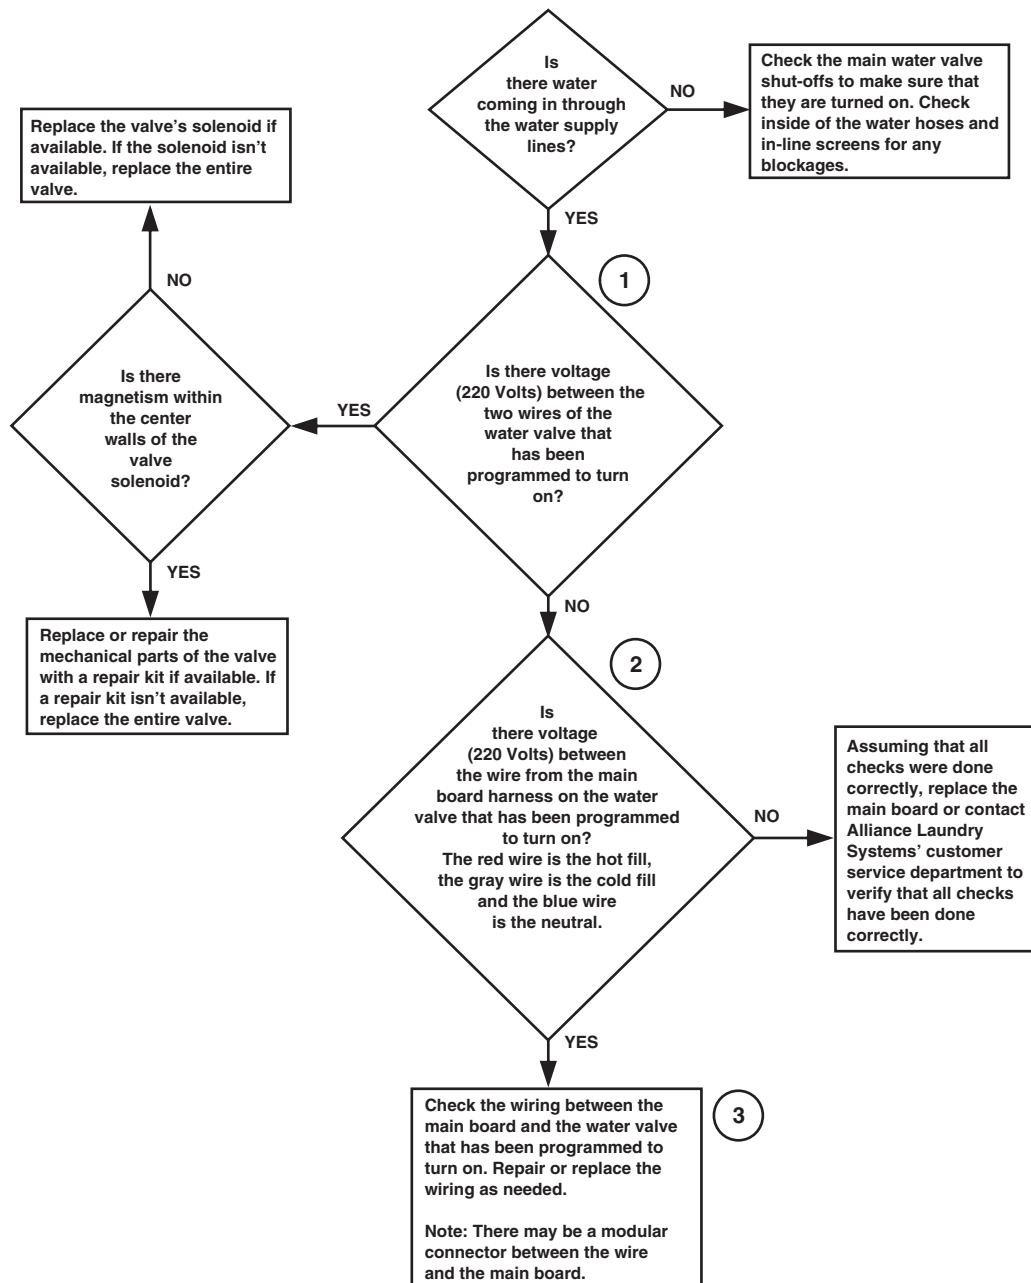 Is
there water
coming in through
the water supply
lines?
NO
Check the main water valve
shut-offs to make sure that
they are turned on. Check
inside of the water hoses and
in-line screens for any
blockages.
YES
1
Is there voltage
(220 Volts) between the
two wires of the
water valve that
has been
programmed to turn
on?
YES
Is there
magnetism within
the center
walls of the
valve
solenoid?
NO
Replace the valve's solenoid if
available. If the solenoid isn't
available, replace the entire
valve.
YES
Replace or repair the
mechanical parts of the valve
with a repair kit if available. If
a repair kit isn't available,
replace the entire valve.
NO
2
Is
there voltage
(220 Volts) between
the wire from the main
board harness on the water
valve that has been programmed
to turn on?
The red wire is the hot fill,
the gray wire is the cold fill
and the blue wire
is the neutral.
NO
Assuming that all
checks were done
correctly, replace the
main board or contact
Alliance Laundry
Systems' customer
service department to
verify that all checks
have been done
correctly.
YES
3
Check the wiring between the
main board and the water valve
that has been programmed to
turn on. Repair or replace the
wiring as needed.
Note: There may be a modular
connector between the wire
and the main board.